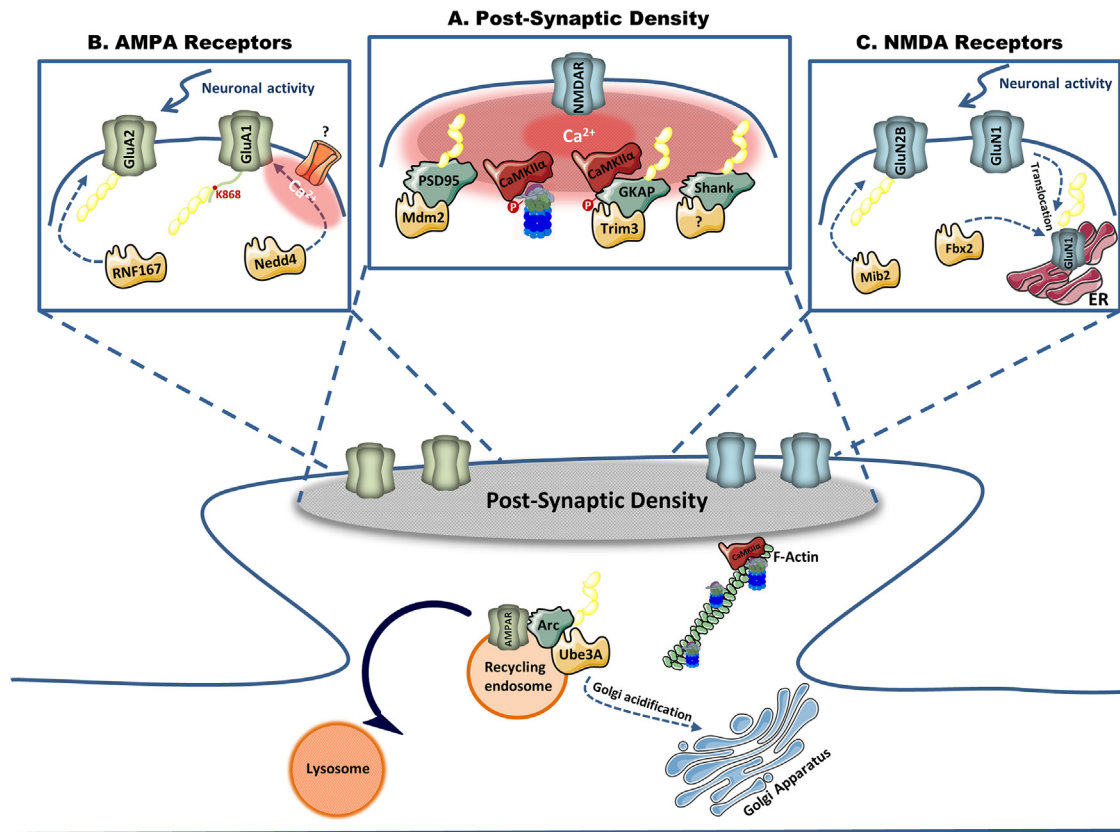 A. Post-Synaptic Density
B. AMPA Receptors
C. NMDA Receptors
Neuronal activity
GluA2
GluA1
?
K868
Ca2+
RNF167
Nedd4
NMDAR
Ca2+
PSD95
Mdm2
CaMKIIα
P
CaMKIIα
P
GKAP
Trim3
Shank
?
Neuronal activity
GluN2B
GluN1
Translocation
Mib2
Fbx2
GluN1
ER
Post-Synaptic Density
CaMKIIα
F-Actin
AMPAR
Arc
Ube3A
Recycling
endosome
Golgi acidification
Lysosome
Golgi Apparatus